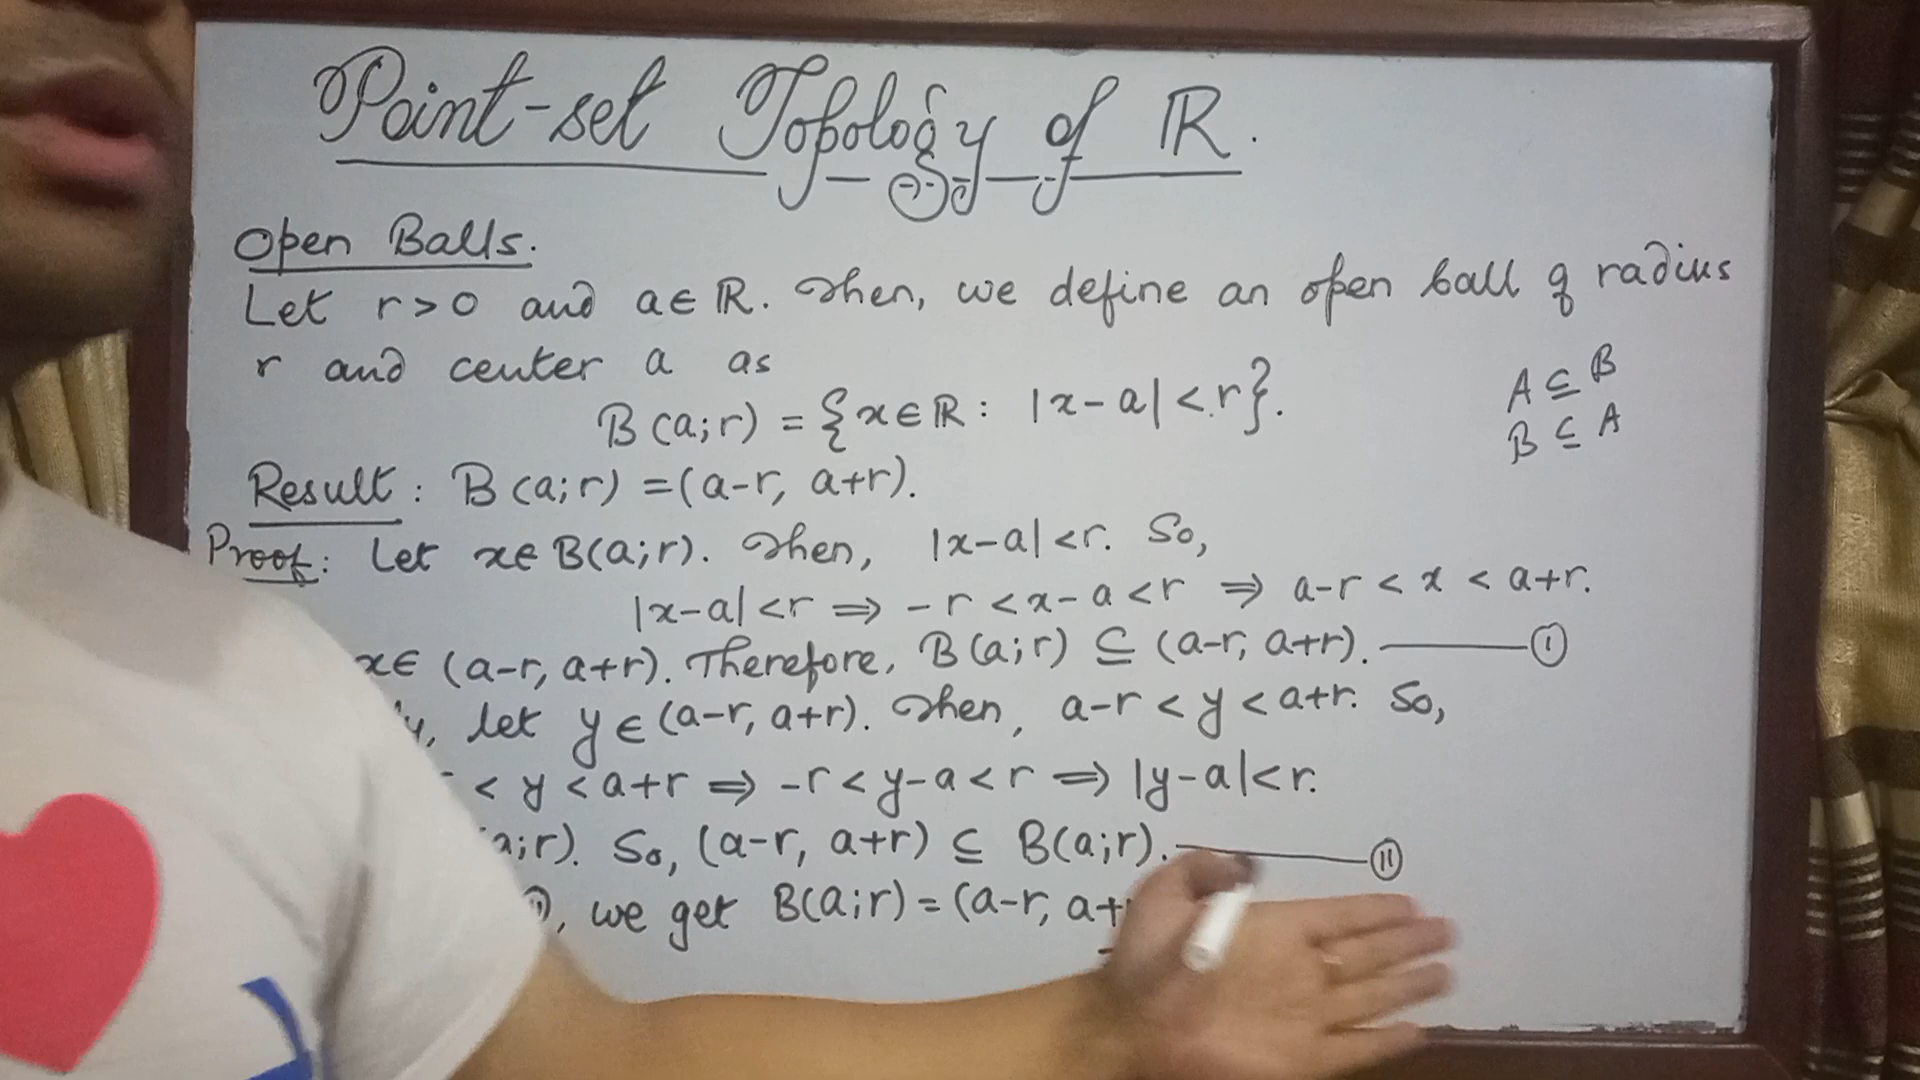 Point-set Topology of R.
Open Balls.
Let r>0 and a∈R. Then, we define an open ball of radius
r and center a as
B(a;r) = {x∈R: |x-a|<r}.
A ⊆ B
B ⊆ A
Result: B(a;r) = (a-r, a+r).
Proof: Let x∈B(a;r). Then, |x-a|<r. So,
|x-a|<r ⇒ -r<x-a<r ⇒ a-r<x<a+r.
x∈(a-r, a+r). Therefore, B(a;r) ⊆ (a-r, a+r). — (I)
y, let y∈(a-r, a+r). Then, a-r<y<a+r. So,
<y<a+r ⇒ -r<y-a<r ⇒ |y-a|<r.
;r). So, (a-r, a+r) ⊆ B(a;r). — (II)
, we get B(a;r) = (a-r, a+